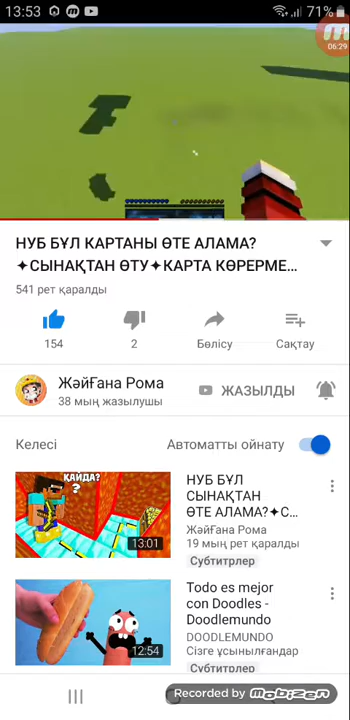 13:53
71%
06:29
НУБ БҰЛ КАРТАНЫ ӨТЕ АЛАМА?
✦СЫНАҚТАН ӨТУ✦КАРТА КӨРЕРМЕ...
541 рет қаралды
154
2
Бөлісу
Сақтау
ЖәйҒана Рома
38 мың жазылушы
ЖАЗЫЛДЫ
Келесі
Автоматты ойнату
ҚАЙДА?
?
13:01
НУБ БҰЛ
СЫНАҚТАН
ӨТЕ АЛАМА?✦С...
ЖәйҒана Рома
19 мың рет қаралды
Субтитрлер
12:54
Todo es mejor
con Doodles -
Doodlemundo
DOODLEMUNDO
Сізге ұсынылғандар
Субтитрлер
Recorded by mobizen